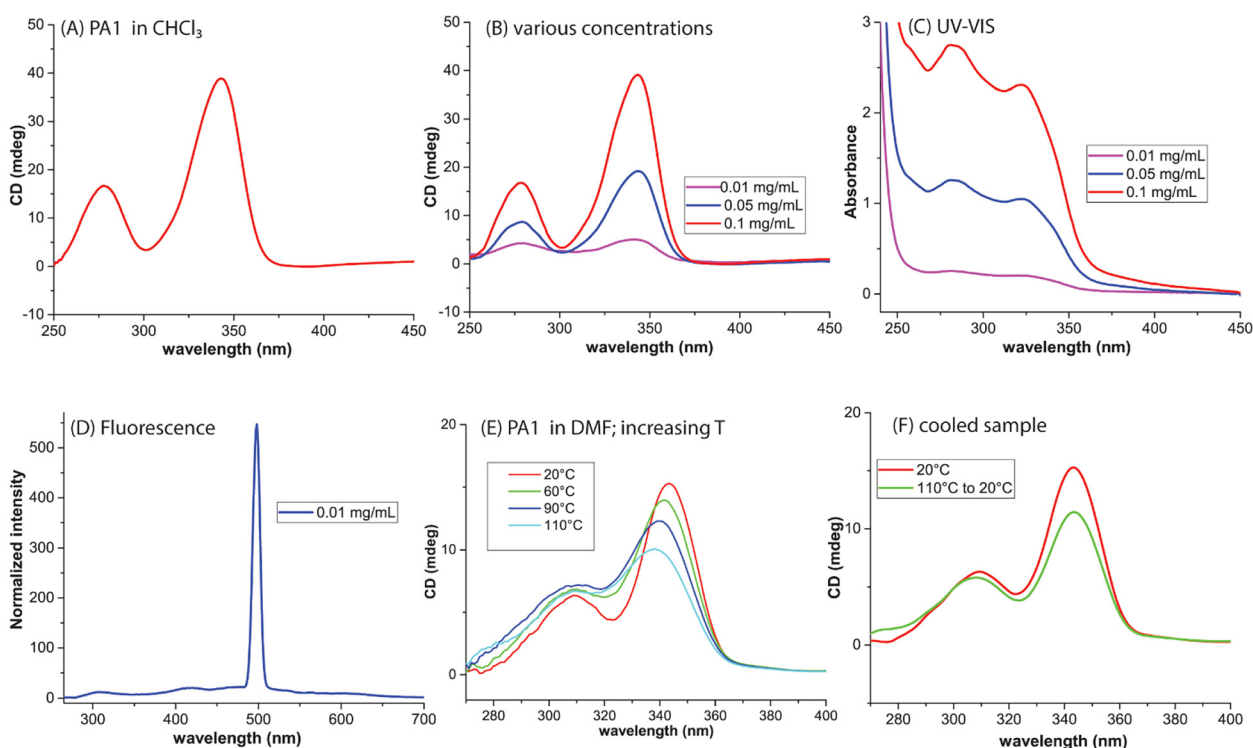 (A) PA1 in CHCl₃
CD (mdeg)
50
40
30
20
10
0
-10
250
300
350
400
450
wavelength (nm)
(B) various concentrations
CD (mdeg)
50
40
30
20
10
0
-10
0.01 mg/mL
0.05 mg/mL
0.1 mg/mL
250
300
350
400
450
wavelength (nm)
(C) UV-VIS
Absorbance
3
2
1
0
0.01 mg/mL
0.05 mg/mL
0.1 mg/mL
250
300
350
400
450
wavelength (nm)
(D) Fluorescence
Normalized intensity
500
400
300
200
100
0
0.01 mg/mL
300
400
500
600
700
wavelength (nm)
(E) PA1 in DMF; increasing T
CD (mdeg)
20
10
0
20°C
60°C
90°C
110°C
280
300
320
340
360
380
400
wavelength (nm)
(F) cooled sample
CD (mdeg)
20
10
0
20°C
110°C to 20°C
280
300
320
340
360
380
400
wavelength (nm)